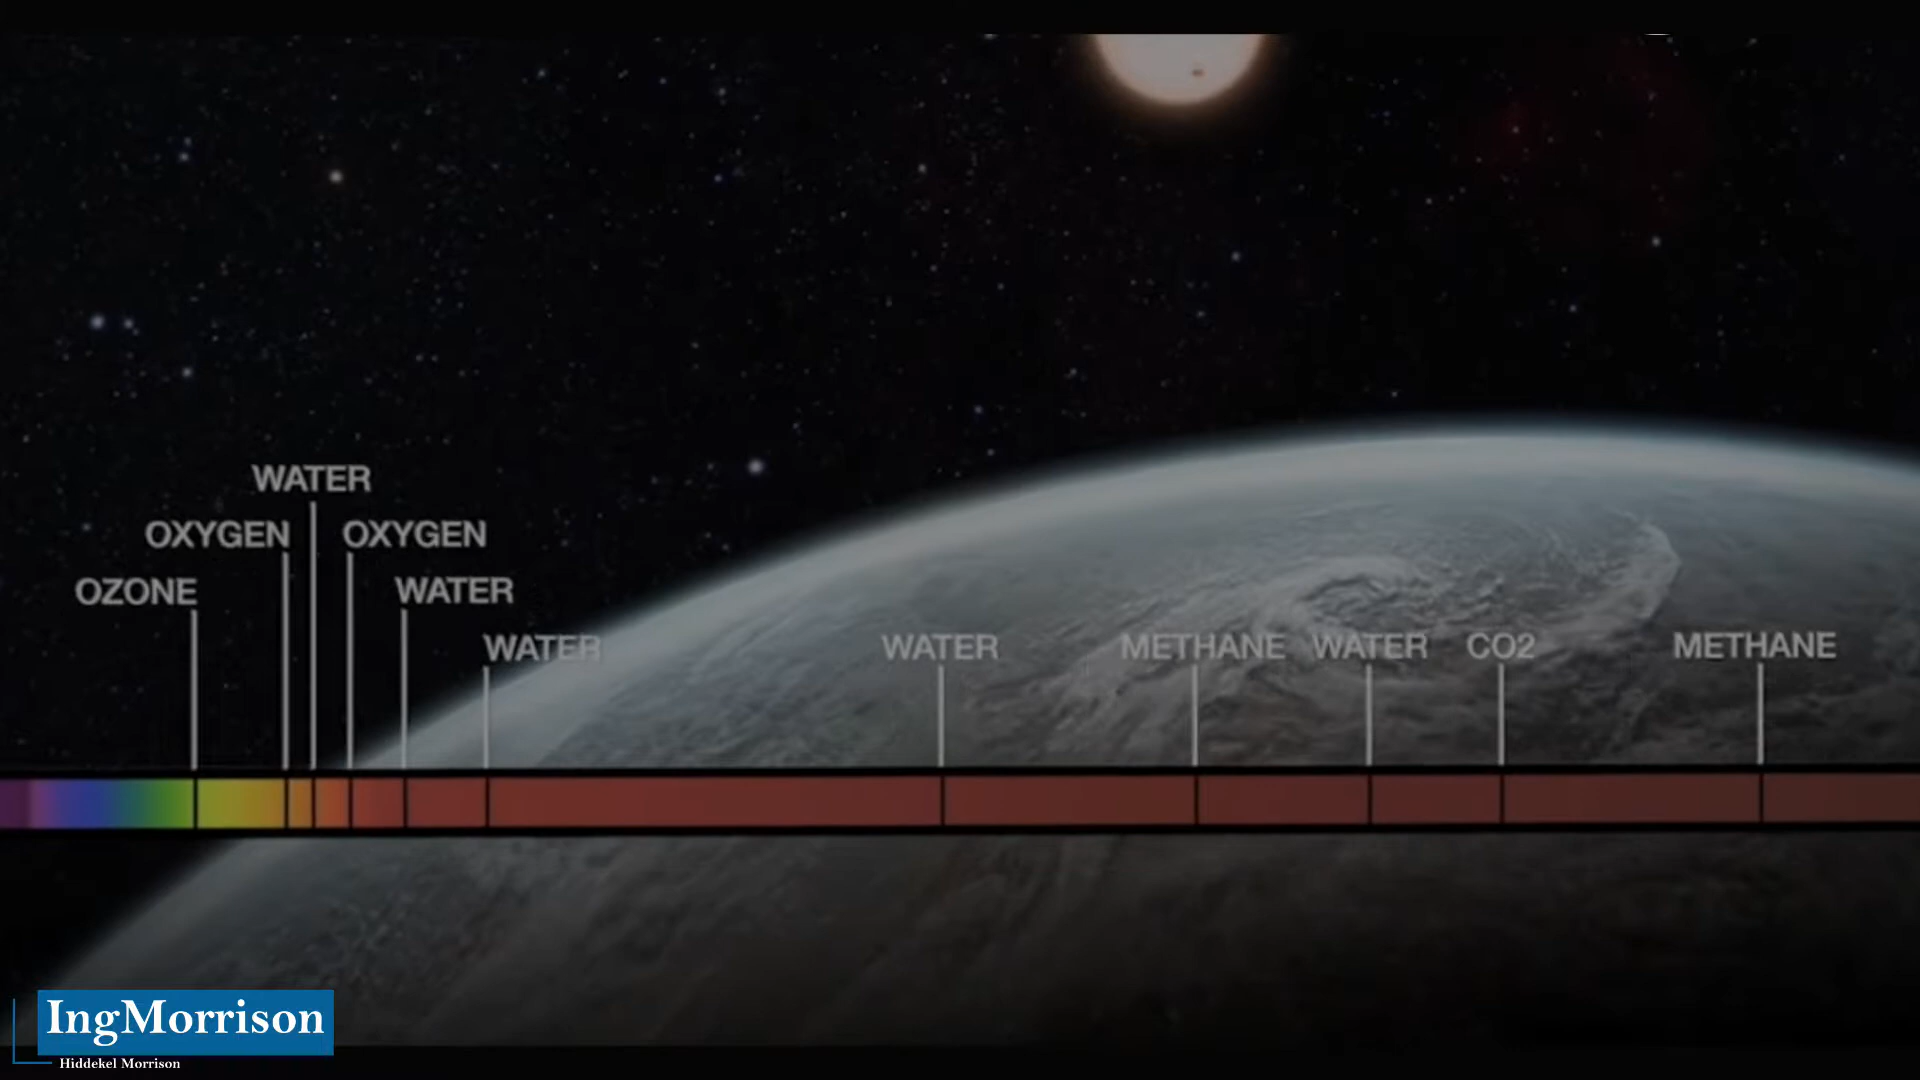 WATER
OXYGEN OXYGEN
OZONE WATER
WATER WATER METHANE WATER CO2 METHANE
IngMorrison
Hiddekel Morrison